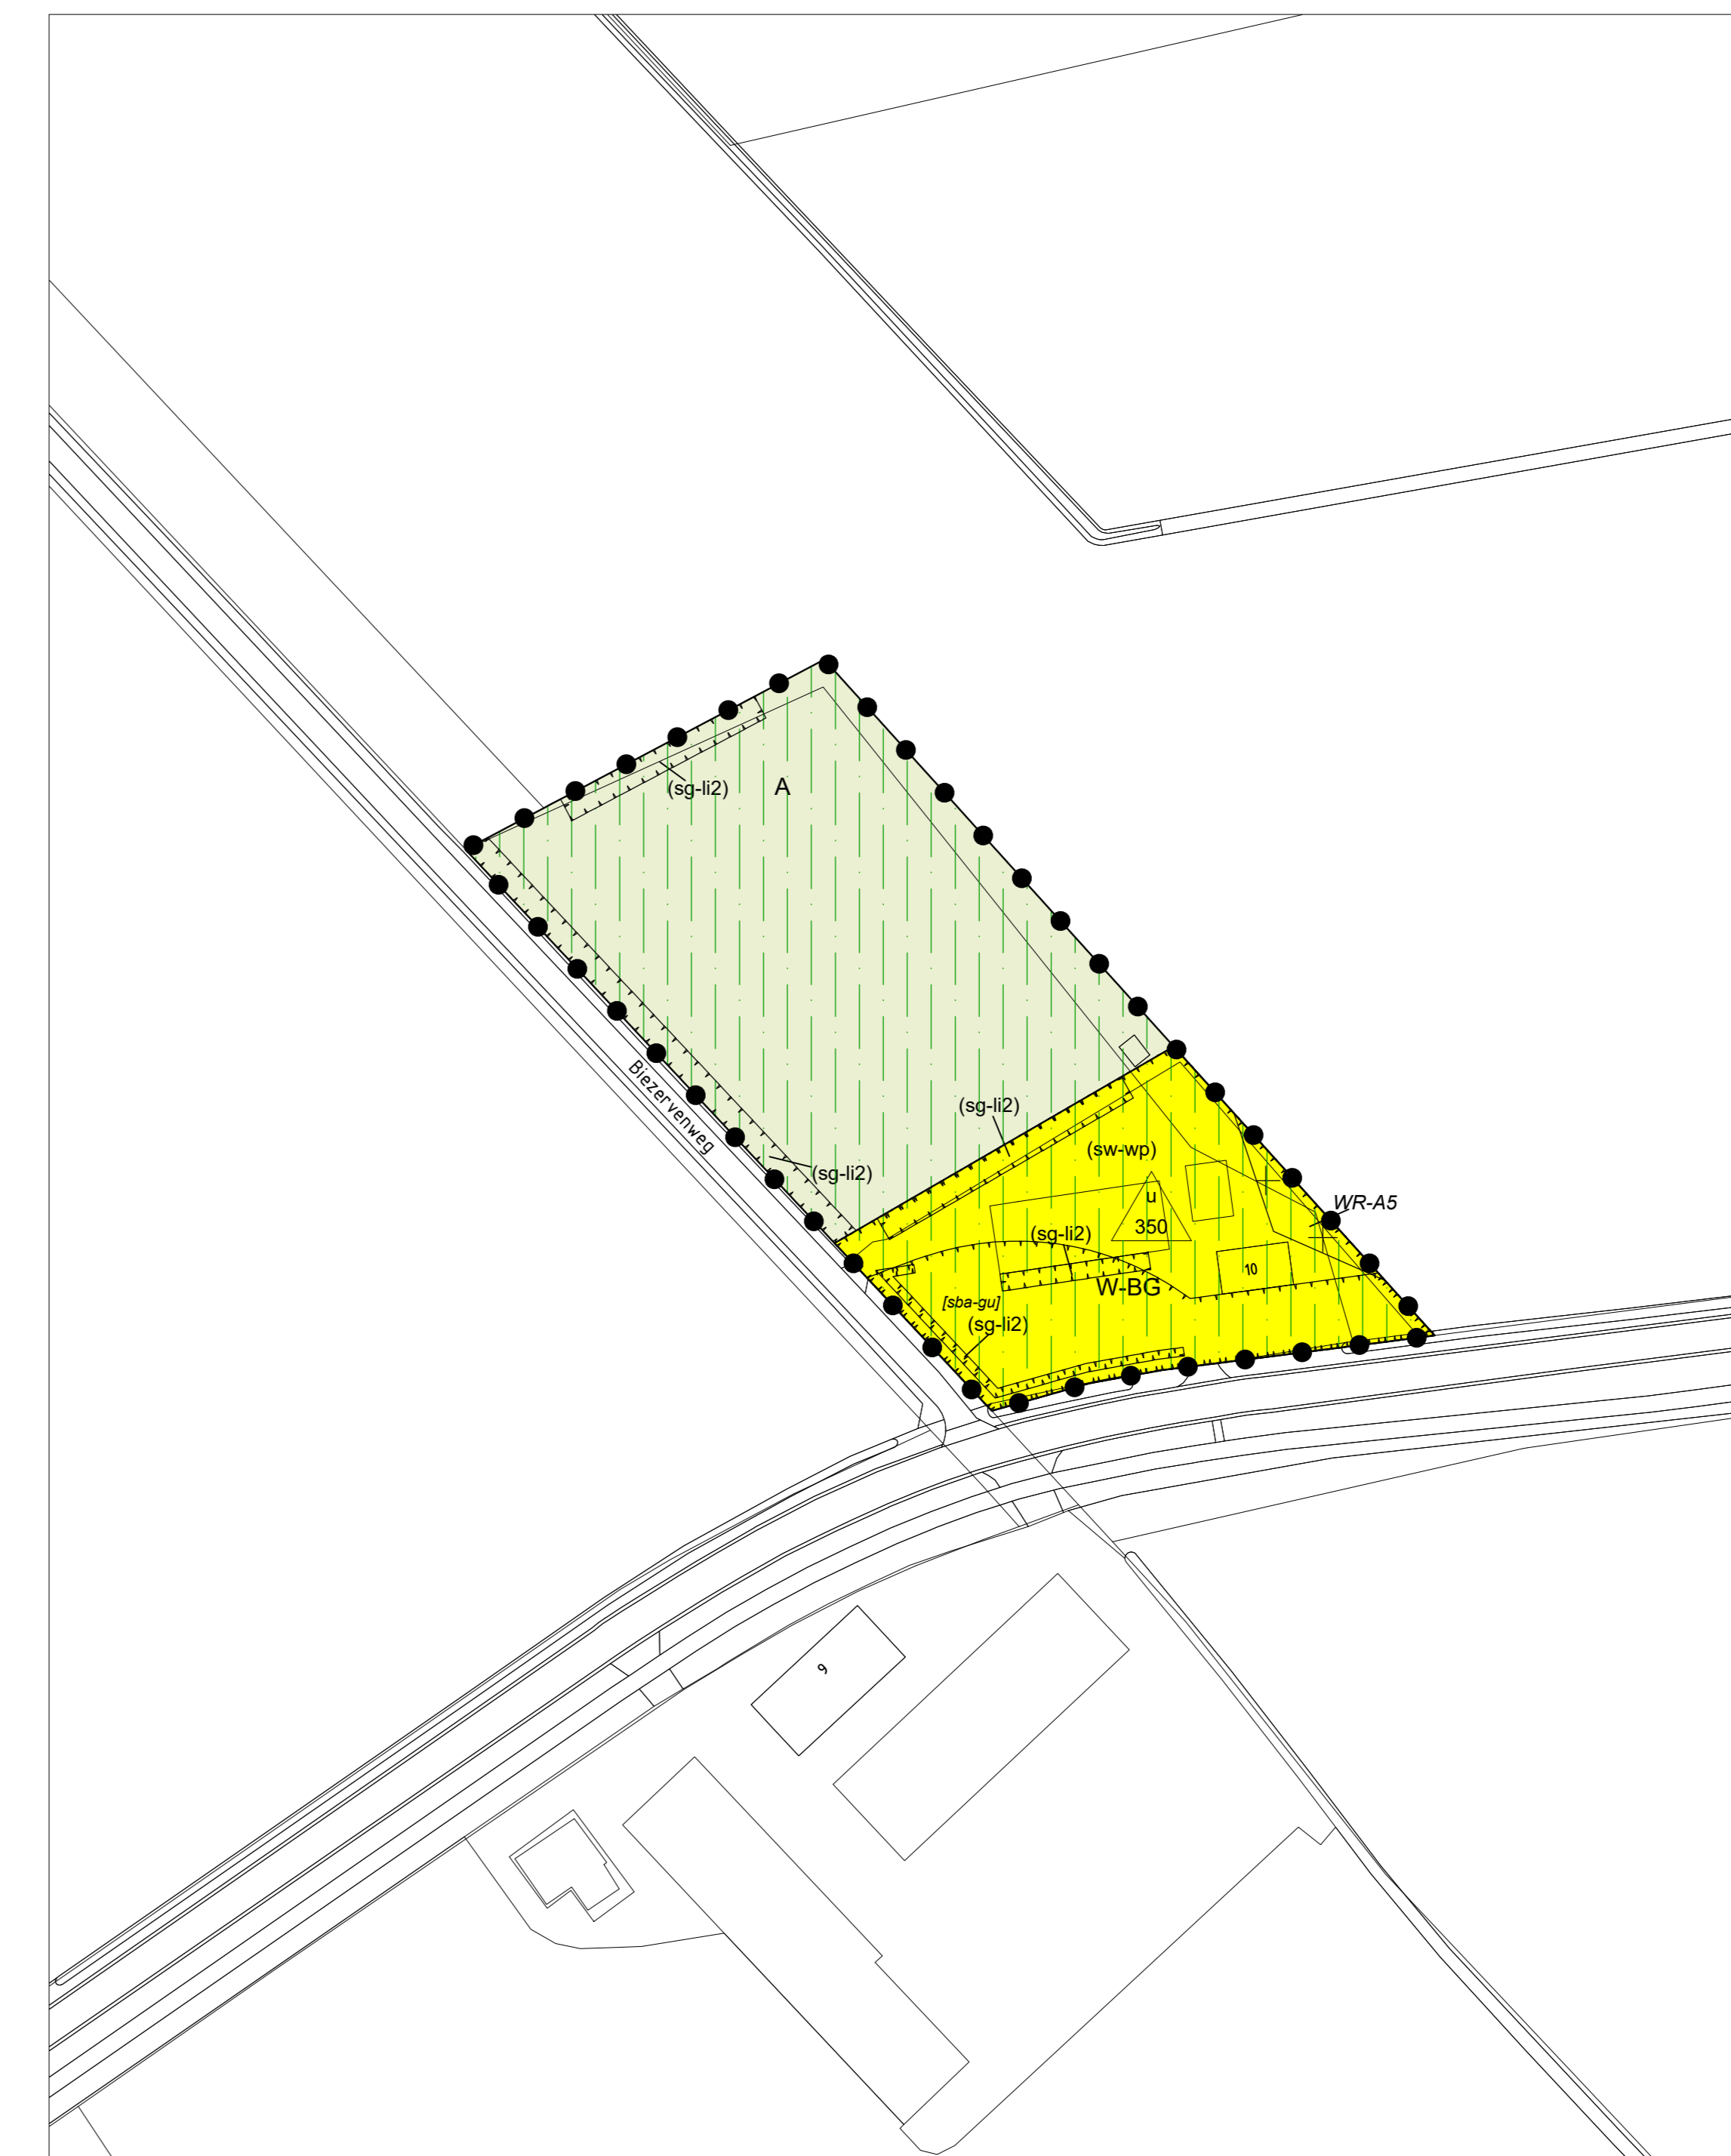 (sg-li2)
A
Biezervenweg
(sg-li2)
(sg-li2)
(sw-wp)
u
350
WR-A5
(sg-li2)
10
W-BG
[sba-gu]
(sg-li2)
9